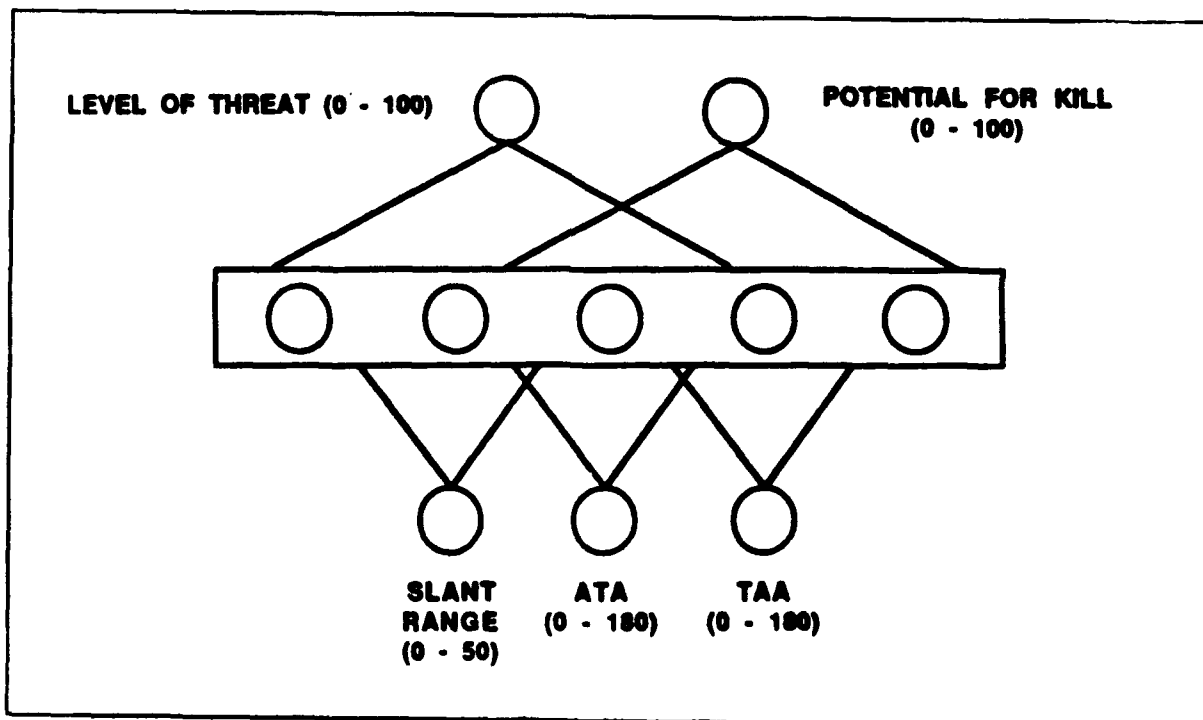 LEVEL OF THREAT (0 - 100)
POTENTIAL FOR KILL
(0 - 100)
SLANT
RANGE
(0 - 50)
ATA
(0 - 180)
TAA
(0 - 180)